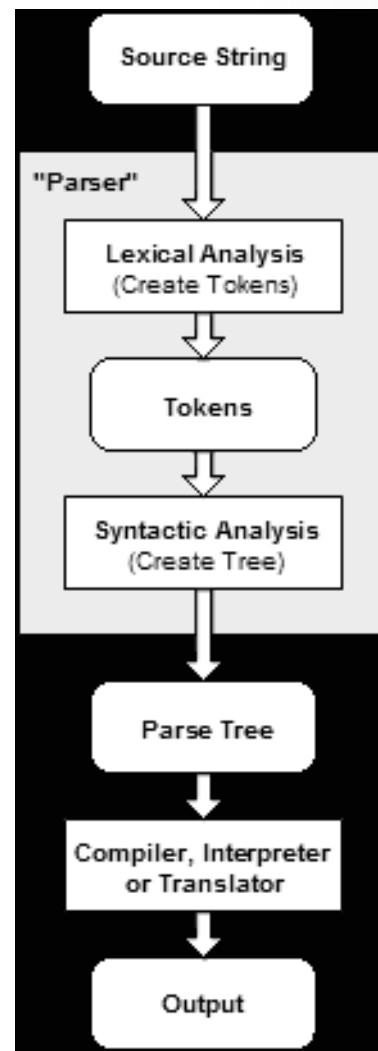 Source String
"Parser"
Lexical Analysis
(Create Tokens)
Tokens
Syntactic Analysis
(Create Tree)
Parse Tree
Compiler, Interpreter
or Translator
Output